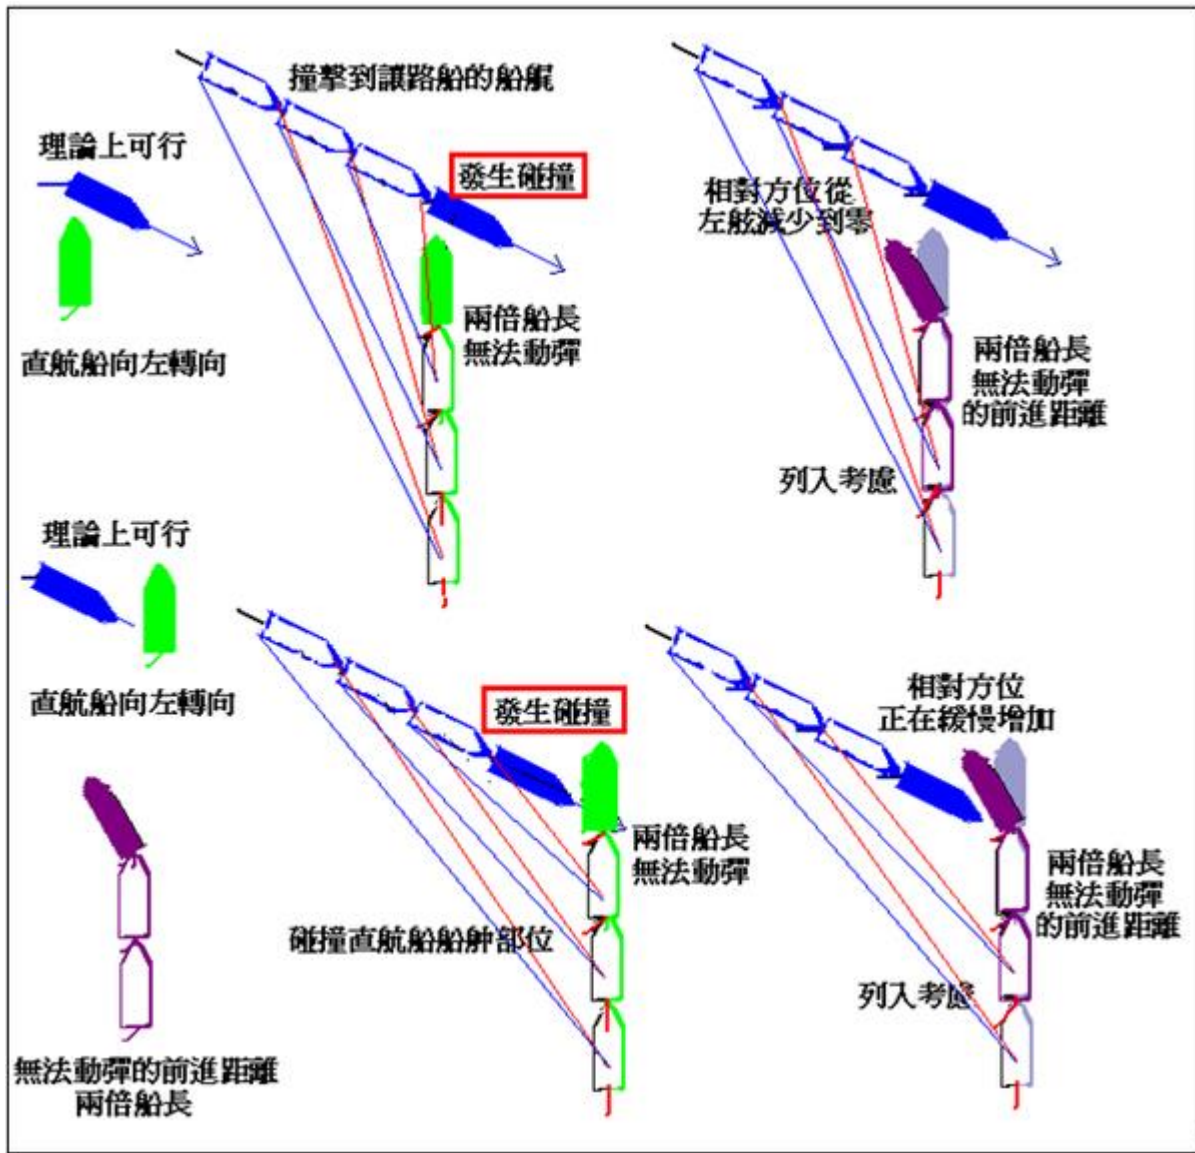 撞擊到讓路船的船艉
理論上可行
發生碰撞
直航船向左轉向
兩倍船長
無法動彈
相對方位從
左舷減少到零
兩倍船長
無法動彈
的前進距離
列入考慮
理論上可行
直航船向左轉向
發生碰撞
兩倍船長
無法動彈
碰撞直航船船舯部位
相對方位
正在緩慢增加
兩倍船長
無法動彈
的前進距離
列入考慮
無法動彈的前進距離
兩倍船長